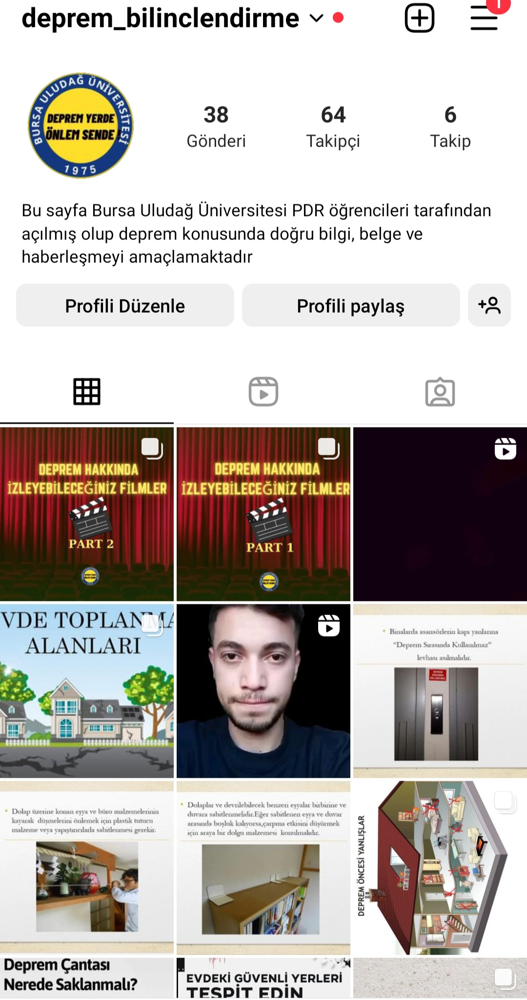 deprem_bilinclendirme
1
BURSA ULUDAĞ ÜNİVERSİTESİ
DEPREM YERDE
ÖNLEM SENDE !
1975
38
Gönderi
64
Takipçi
6
Takip
Bu sayfa Bursa Uludağ Üniversitesi PDR öğrencileri tarafından
açılmış olup deprem konusunda doğru bilgi, belge ve
haberleşmeyi amaçlamaktadır
Profili Düzenle
Profili paylaş
DEPREM HAKKINDA
İZLEYEBİLECEĞİNİZ FİLMLER
PART 2
DEPREM HAKKINDA
İZLEYEBİLECEĞİNİZ FİLMLER
PART 1
VDE TOPLANMA
ALANLARI
• Binalarda asansörlerin kapı yanlarına
“Deprem Sırasında Kullanılmaz”
levhası asılmalıdır.
• Dolap üzerine konan eşya ve büro malzemelerinin
kayarak düşmelerini önlemek için plastik tutucu
malzeme veya yapıştırıcılarla sabitlenmesi gerekir.
• Dolaplar ve devrilebilecek benzeri eşyalar birbirine ve
duvara sabitlenmelidir.Eğer sabitlenen eşya ve duvar
arasında boşluk kalıyorsa,çarpma etkisini düşürmek
için araya bir dolgu malzemesi konulmalıdır.
DEPREM ÖNCESİ YANLIŞLAR
Deprem Çantası
Nerede Saklanmalı?
EVDEKİ GÜVENLİ YERLERİ
TESPİT EDİN